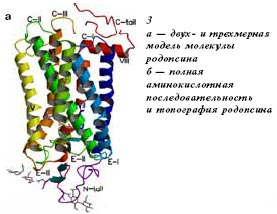 а
C-III
C-II
C-tail
C-I
VIII
V
E-II
E-III
E-I
N-tail
3
а — двух- и трехмерная
модель молекулы
родопсина
б — полная
аминокислотная
последовательность
и топография родопсина